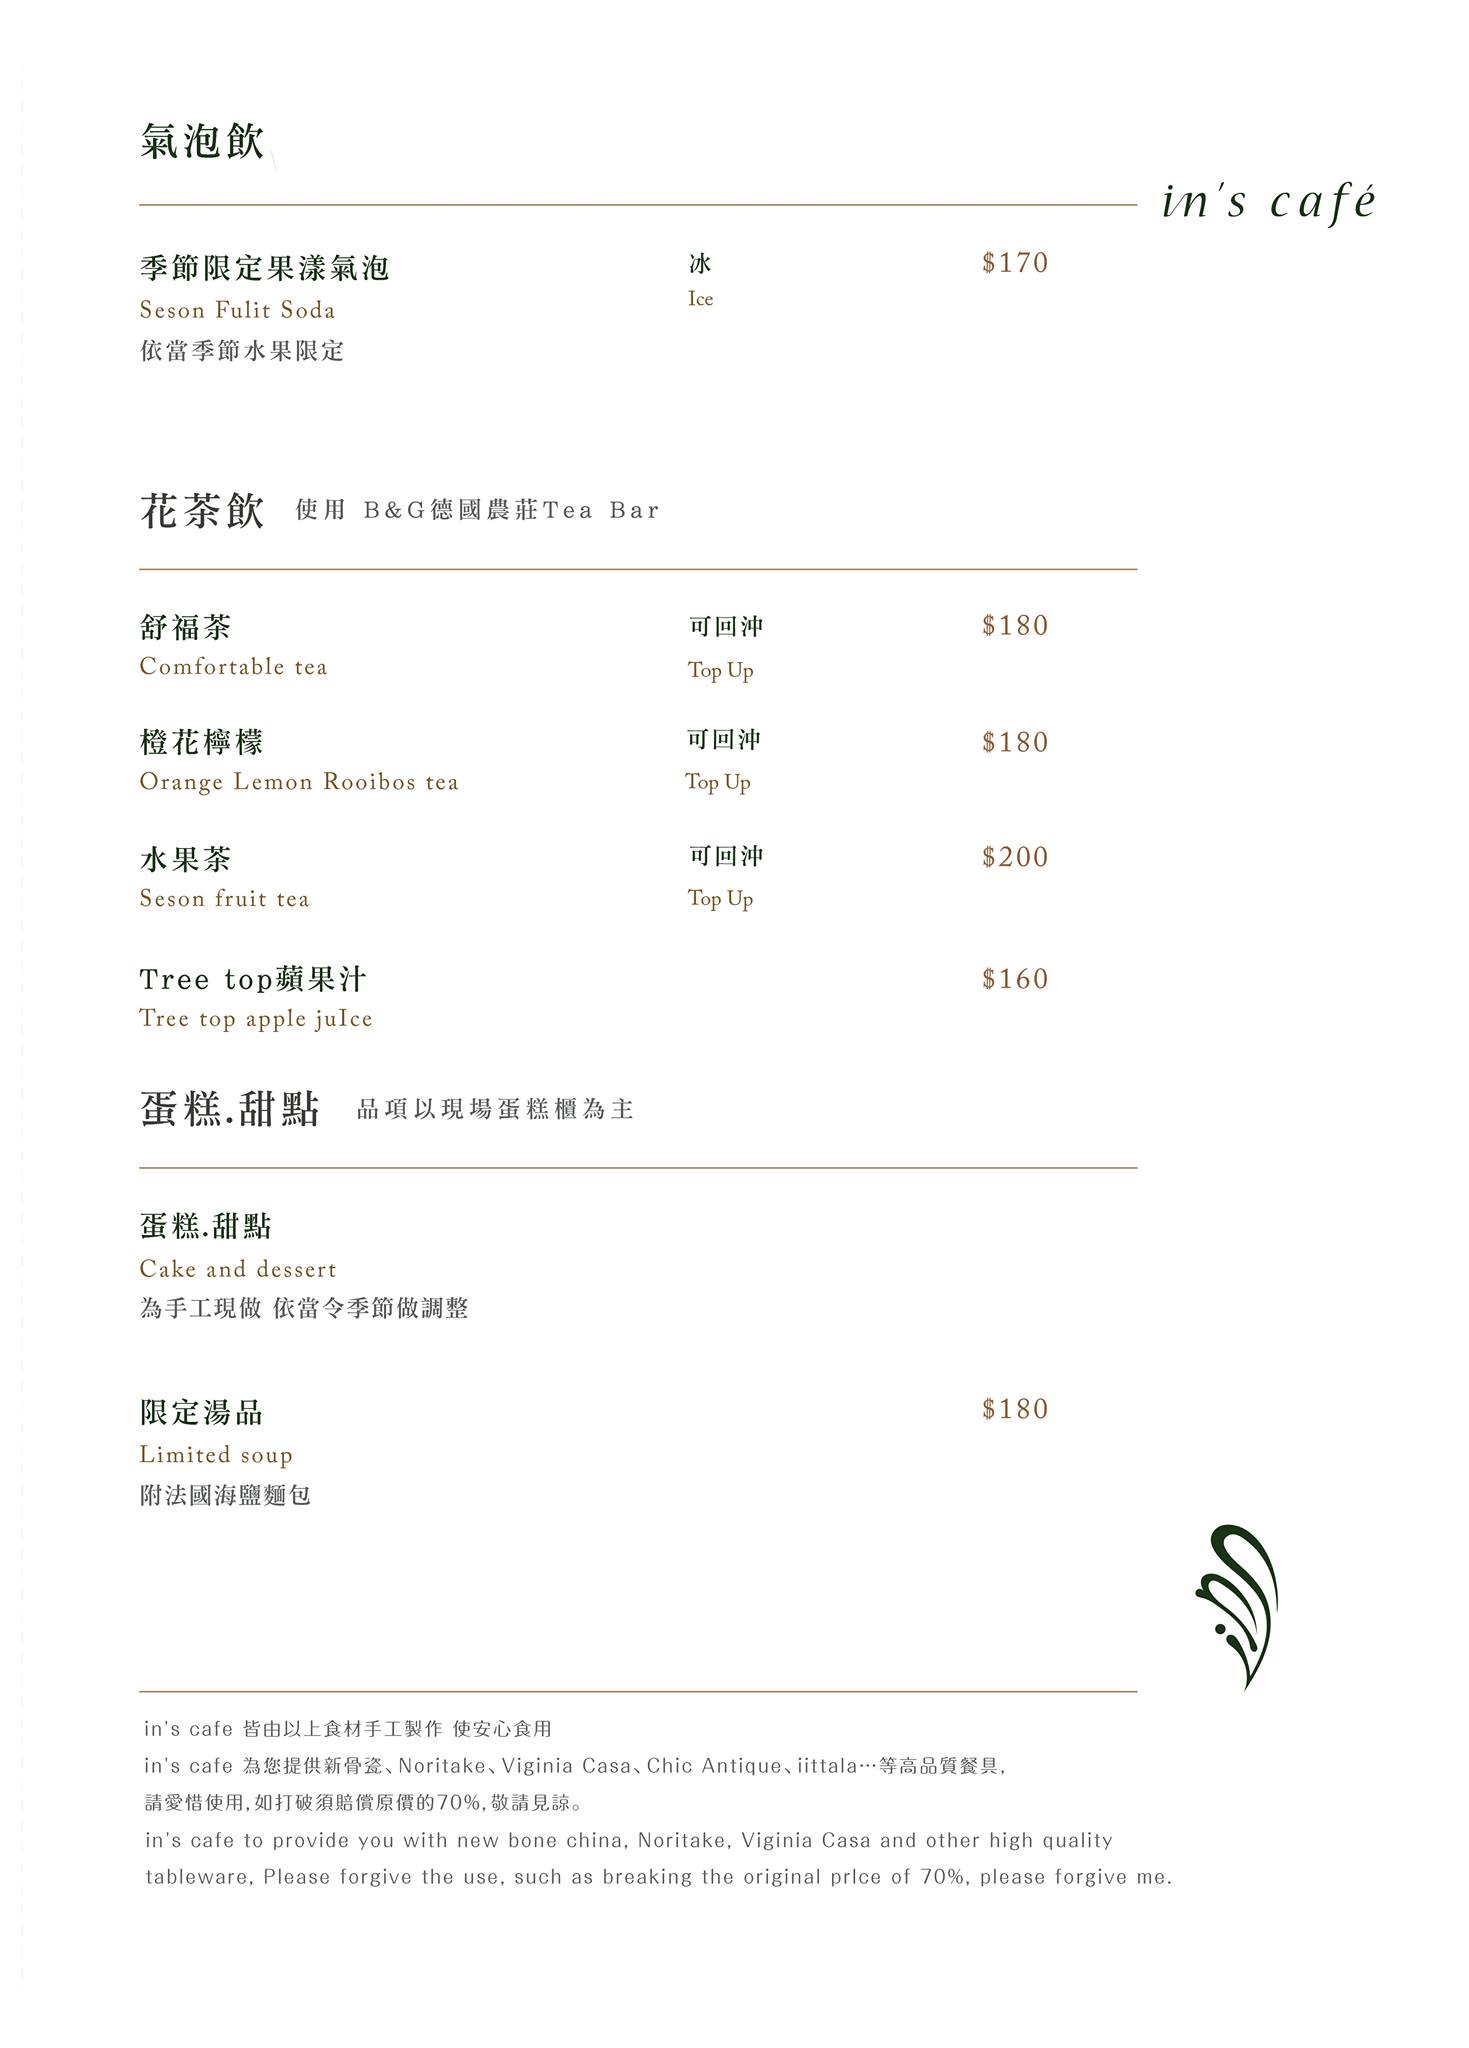 氣泡飲
in's café
季節限定果漾氣泡 冰 $170
Seson Fulit Soda Ice
依當季節水果限定
花茶飲 使用 B&G德國農莊Tea Bar
舒福茶 可回沖 $180
Comfortable tea Top Up
橙花檸檬 可回沖 $180
Orange Lemon Rooibos tea Top Up
水果茶 可回沖 $200
Seson fruit tea Top Up
Tree top蘋果汁 $160
Tree top apple juIce
蛋糕.甜點 品項以現場蛋糕櫃為主
蛋糕.甜點
Cake and dessert
為手工現做 依當令季節做調整
限定湯品 $180
Limited soup
附法國海鹽麵包
in's
in's cafe 皆由以上食材手工製作 使安心食用
in's cafe 為您提供新骨瓷、Noritake、Viginia Casa、Chic Antique、iittala…等高品質餐具,
請愛惜使用,如打破須賠償原價的70%,敬請見諒。
in's cafe to provide you with new bone china, Noritake, Viginia Casa and other high quality
tableware, Please forgive the use, such as breaking the original prIce of 70%, please forgive me.